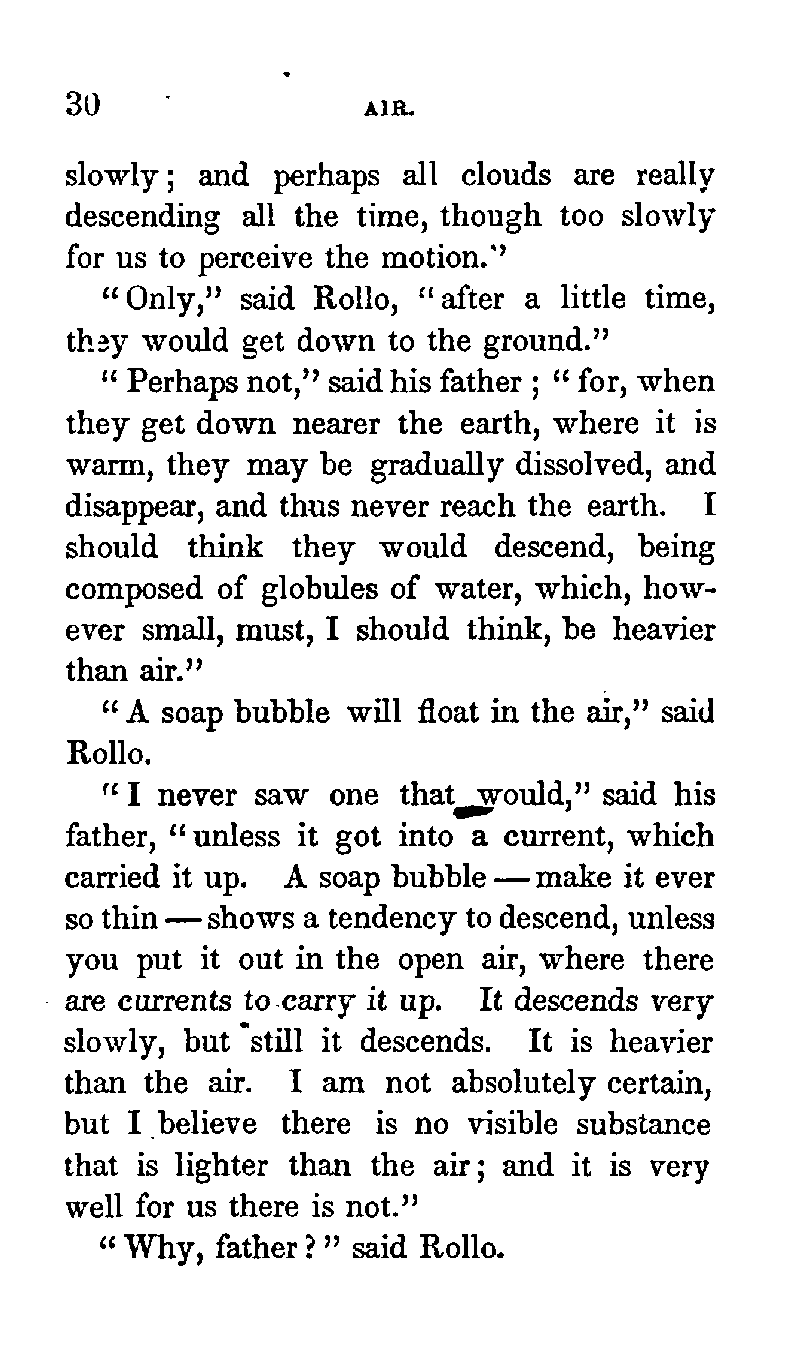 30 AIR.
slowly; and perhaps all clouds are really
descending all the time, though too slowly
for us to perceive the motion."
"Only," said Rollo, "after a little time,
they would get down to the ground."
"Perhaps not," said his father; "for, when
they get down nearer the earth, where it is
warm, they may be gradually dissolved, and
disappear, and thus never reach the earth. I
should think they would descend, being
composed of globules of water, which, how-
ever small, must, I should think, be heavier
than air."
"A soap bubble will float in the air," said
Rollo.
"I never saw one that would," said his
father, "unless it got into a current, which
carried it up. A soap bubble — make it ever
so thin — shows a tendency to descend, unless
you put it out in the open air, where there
are currents to carry it up. It descends very
slowly, but still it descends. It is heavier
than the air. I am not absolutely certain,
but I believe there is no visible substance
that is lighter than the air; and it is very
well for us there is not."
"Why, father?" said Rollo.